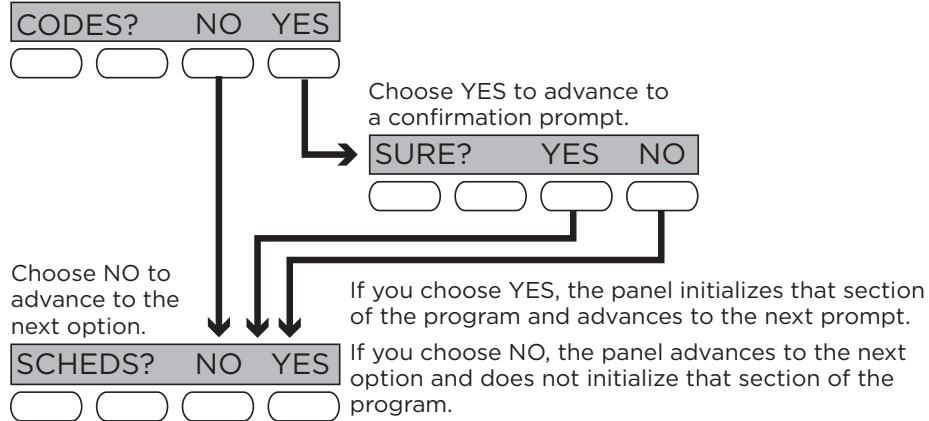 CODES? NO YES
Choose YES to advance to
a confirmation prompt.
SURE? YES NO
Choose NO to
advance to the
next option.
If you choose YES, the panel initializes that section
of the program and advances to the next prompt.
SCHEDS? NO YES
If you choose NO, the panel advances to the next
option and does not initialize that section of the
program.